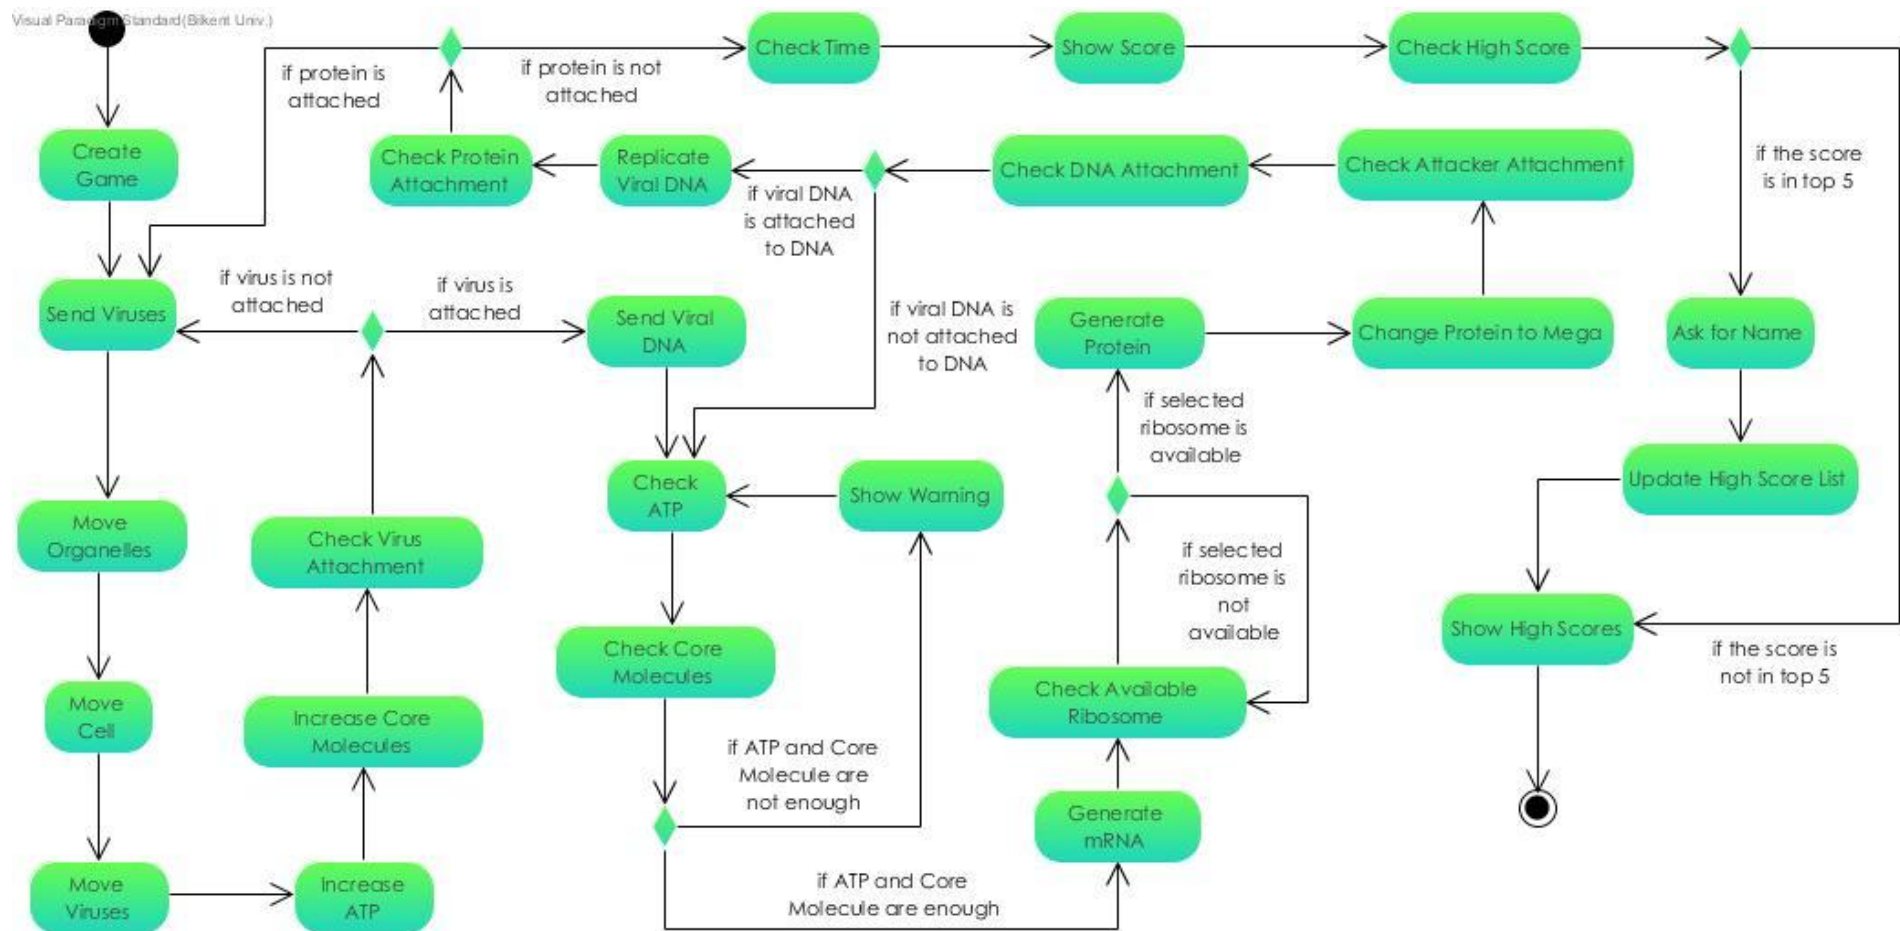 Visual Paradigm Standard(Bilkent Univ.)
Check Time
Show Score
Check High Score
if protein is
attached
if protein is not
attached
Create
Game
Check Protein
Attachment
Replicate
Viral DNA
if viral DNA
is attached
to DNA
Check DNA Attachment
Check Attacker Attachment
if the score
is in top 5
Send Viruses
if virus is not
attached
if virus is
attached
Send Viral
DNA
if viral DNA is
not attached
to DNA
Generate
Protein
Change Protein to Mega
Ask for Name
if selected
ribosome is
available
Check
ATP
Show Warning
Update High Score List
Move
Organelles
Check Virus
Attachment
if selected
ribosome is
not
available
Check Core
Molecules
Show High Scores
if the score is
not in top 5
Move
Cell
Increase Core
Molecules
Check Available
Ribosome
if ATP and Core
Molecule are
not enough
Generate
mRNA
Move
Viruses
Increase
ATP
if ATP and Core
Molecule are enough